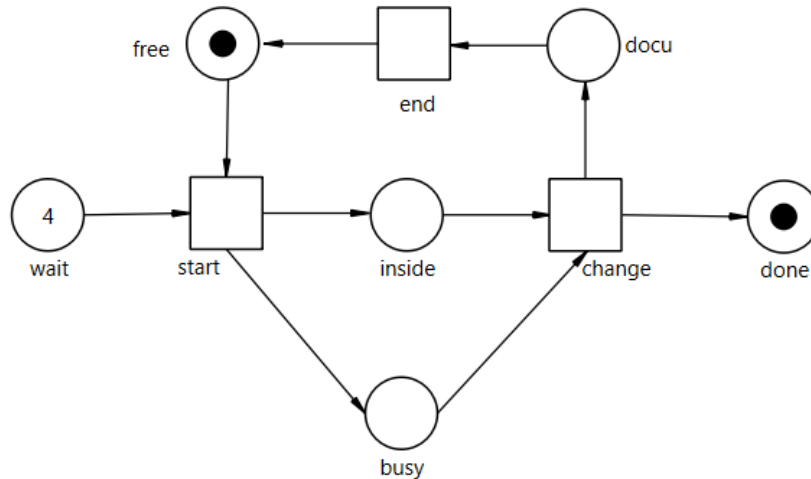 free
docu
end
4
wait
start
inside
change
done
busy